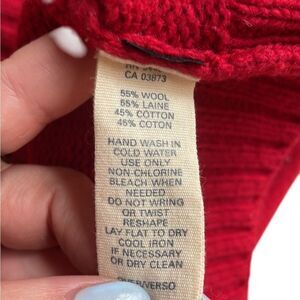 CA 03873
55% WOOL
55% LAINE
45% COTTON
45% COTON
HAND WASH IN
COLD WATER
USE ONLY
NON-CHLORINE
BLEACH WHEN
NEEDED
DO NOT WRING
OR TWIST
RESHAPE
LAY FLAT TO DRY
COOL IRON
IF NECESSARY
OR DRY CLEAN
OVER/VERSO